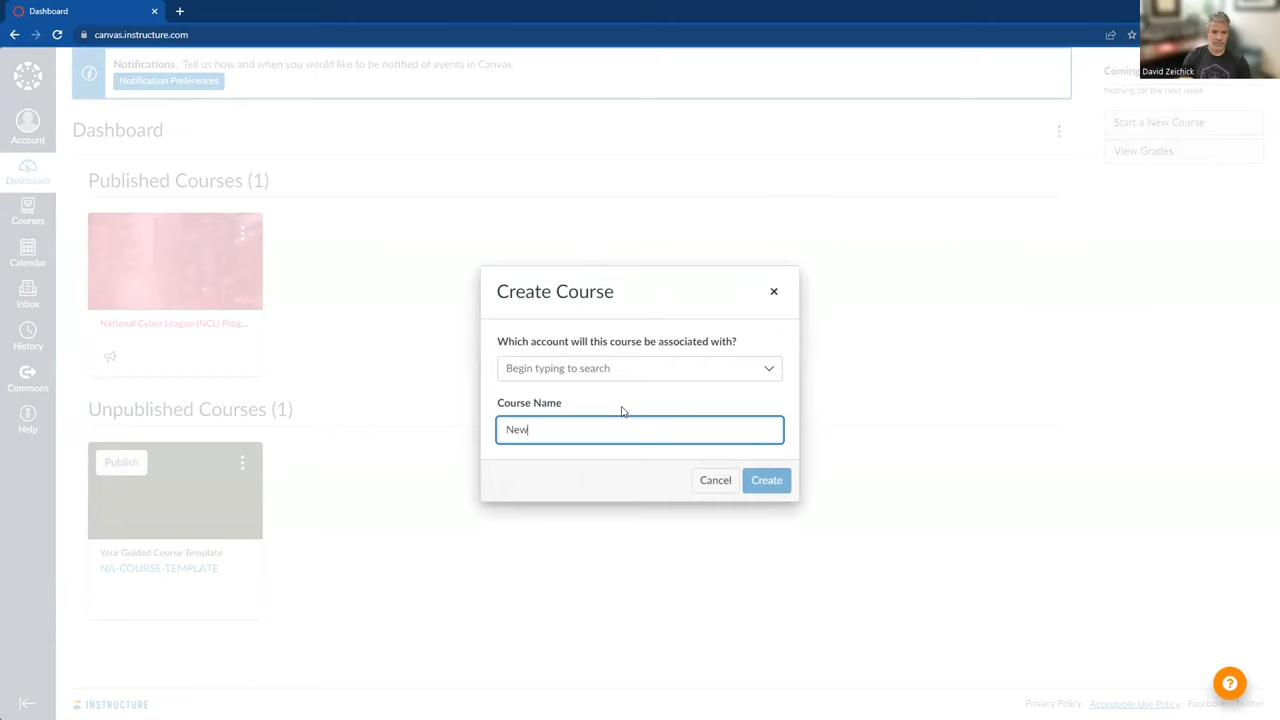 Dashboard
canvas.instructure.com
David Zeichick
Account
Dashboard
Courses
Calendar
Inbox
History
Commons
Help
Notifications. Tell us how and when you would like to be notified of events in Canvas.
Notification Preferences
Dashboard
Published Courses (1)
National Cyber League (NCL) Prog...
Unpublished Courses (1)
Publish
Your Guided Course Template
NA-COURSE-TEMPLATE
Create Course
Which account will this course be associated with?
Begin typing to search
Course Name
New
Cancel
Create
Coming
Nothing for the next week
Start a New Course
View Grades
INSTRUCTURE
Privacy Policy Acceptable Use Policy Facebook Twitter